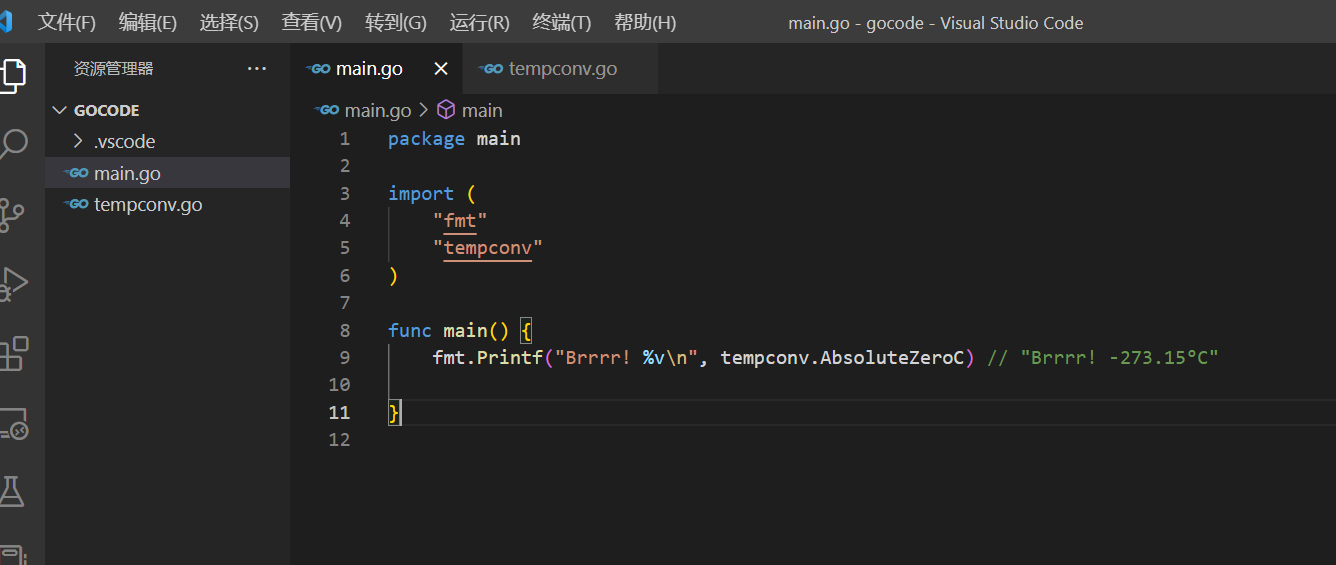 文件(F) 编辑(E) 选择(S) 查看(V) 转到(G) 运行(R) 终端(T) 帮助(H) main.go - gocode - Visual Studio Code
资源管理器 ···
GOCODE
.vscode
GO main.go
GO tempconv.go
GO main.go × GO tempconv.go
GO main.go > main
1 package main
2
3 import (
4     "fmt"
5     "tempconv"
6 )
7
8 func main() {
9     fmt.Printf("Brrrr! %v\n", tempconv.AbsoluteZeroC) // "Brrrr! -273.15°C"
10
11 }
12